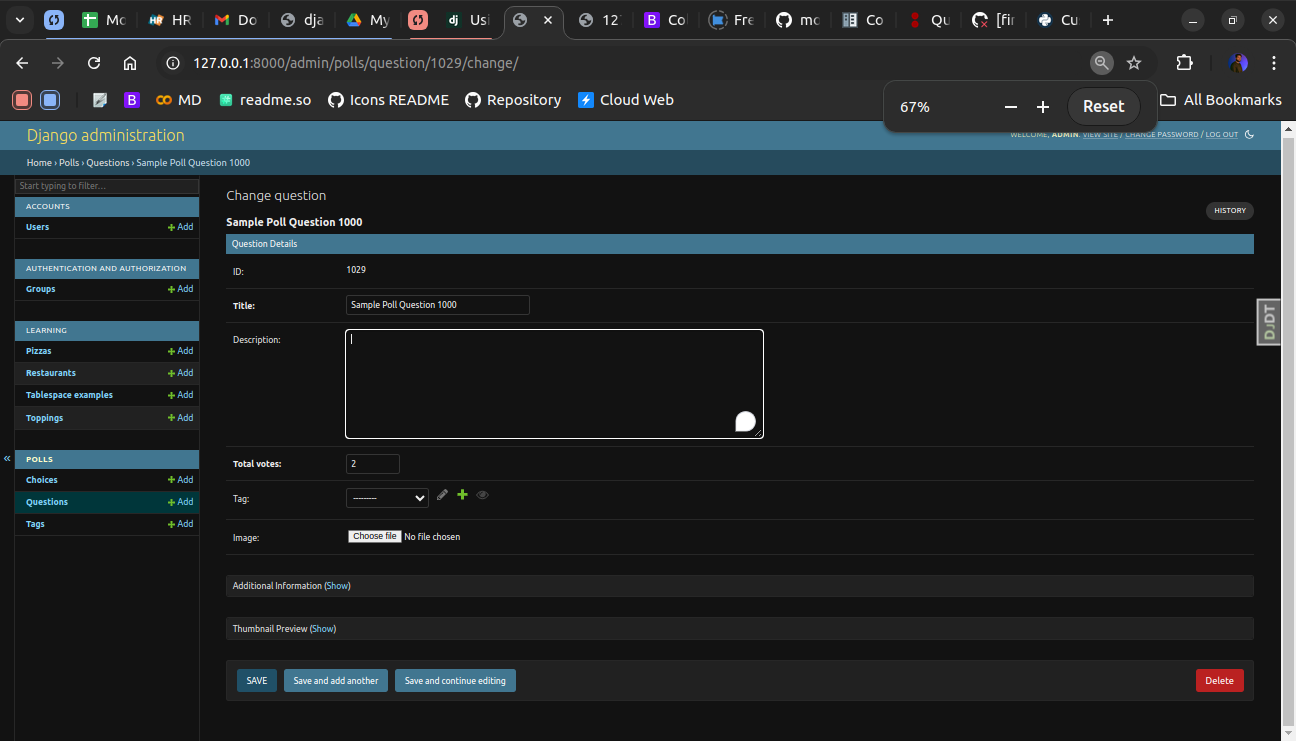 Mo
HR
Do
dja
My
Usi
12
Co
Fre
mo
Co
Qu
[fir
Cu
127.0.0.1:8000/admin/polls/question/1029/change/
B MD readme.so Icons README Repository Cloud Web All Bookmarks
67% Reset
Django administration
WELCOME, ADMIN. VIEW SITE / CHANGE PASSWORD / LOG OUT
Home › Polls › Questions › Sample Poll Question 1000
Start typing to filter...
ACCOUNTS
Users Add
AUTHENTICATION AND AUTHORIZATION
Groups Add
LEARNING
Pizzas Add
Restaurants Add
Tablespace examples Add
Toppings Add
«
POLLS
Choices Add
Questions Add
Tags Add
Change question
HISTORY
Sample Poll Question 1000
Question Details
ID: 1029
Title: Sample Poll Question 1000
Description:
Total votes: 2
Tag: ---------
Image: Choose file No file chosen
Additional Information (Show)
Thumbnail Preview (Show)
SAVE Save and add another Save and continue editing Delete
DJDT